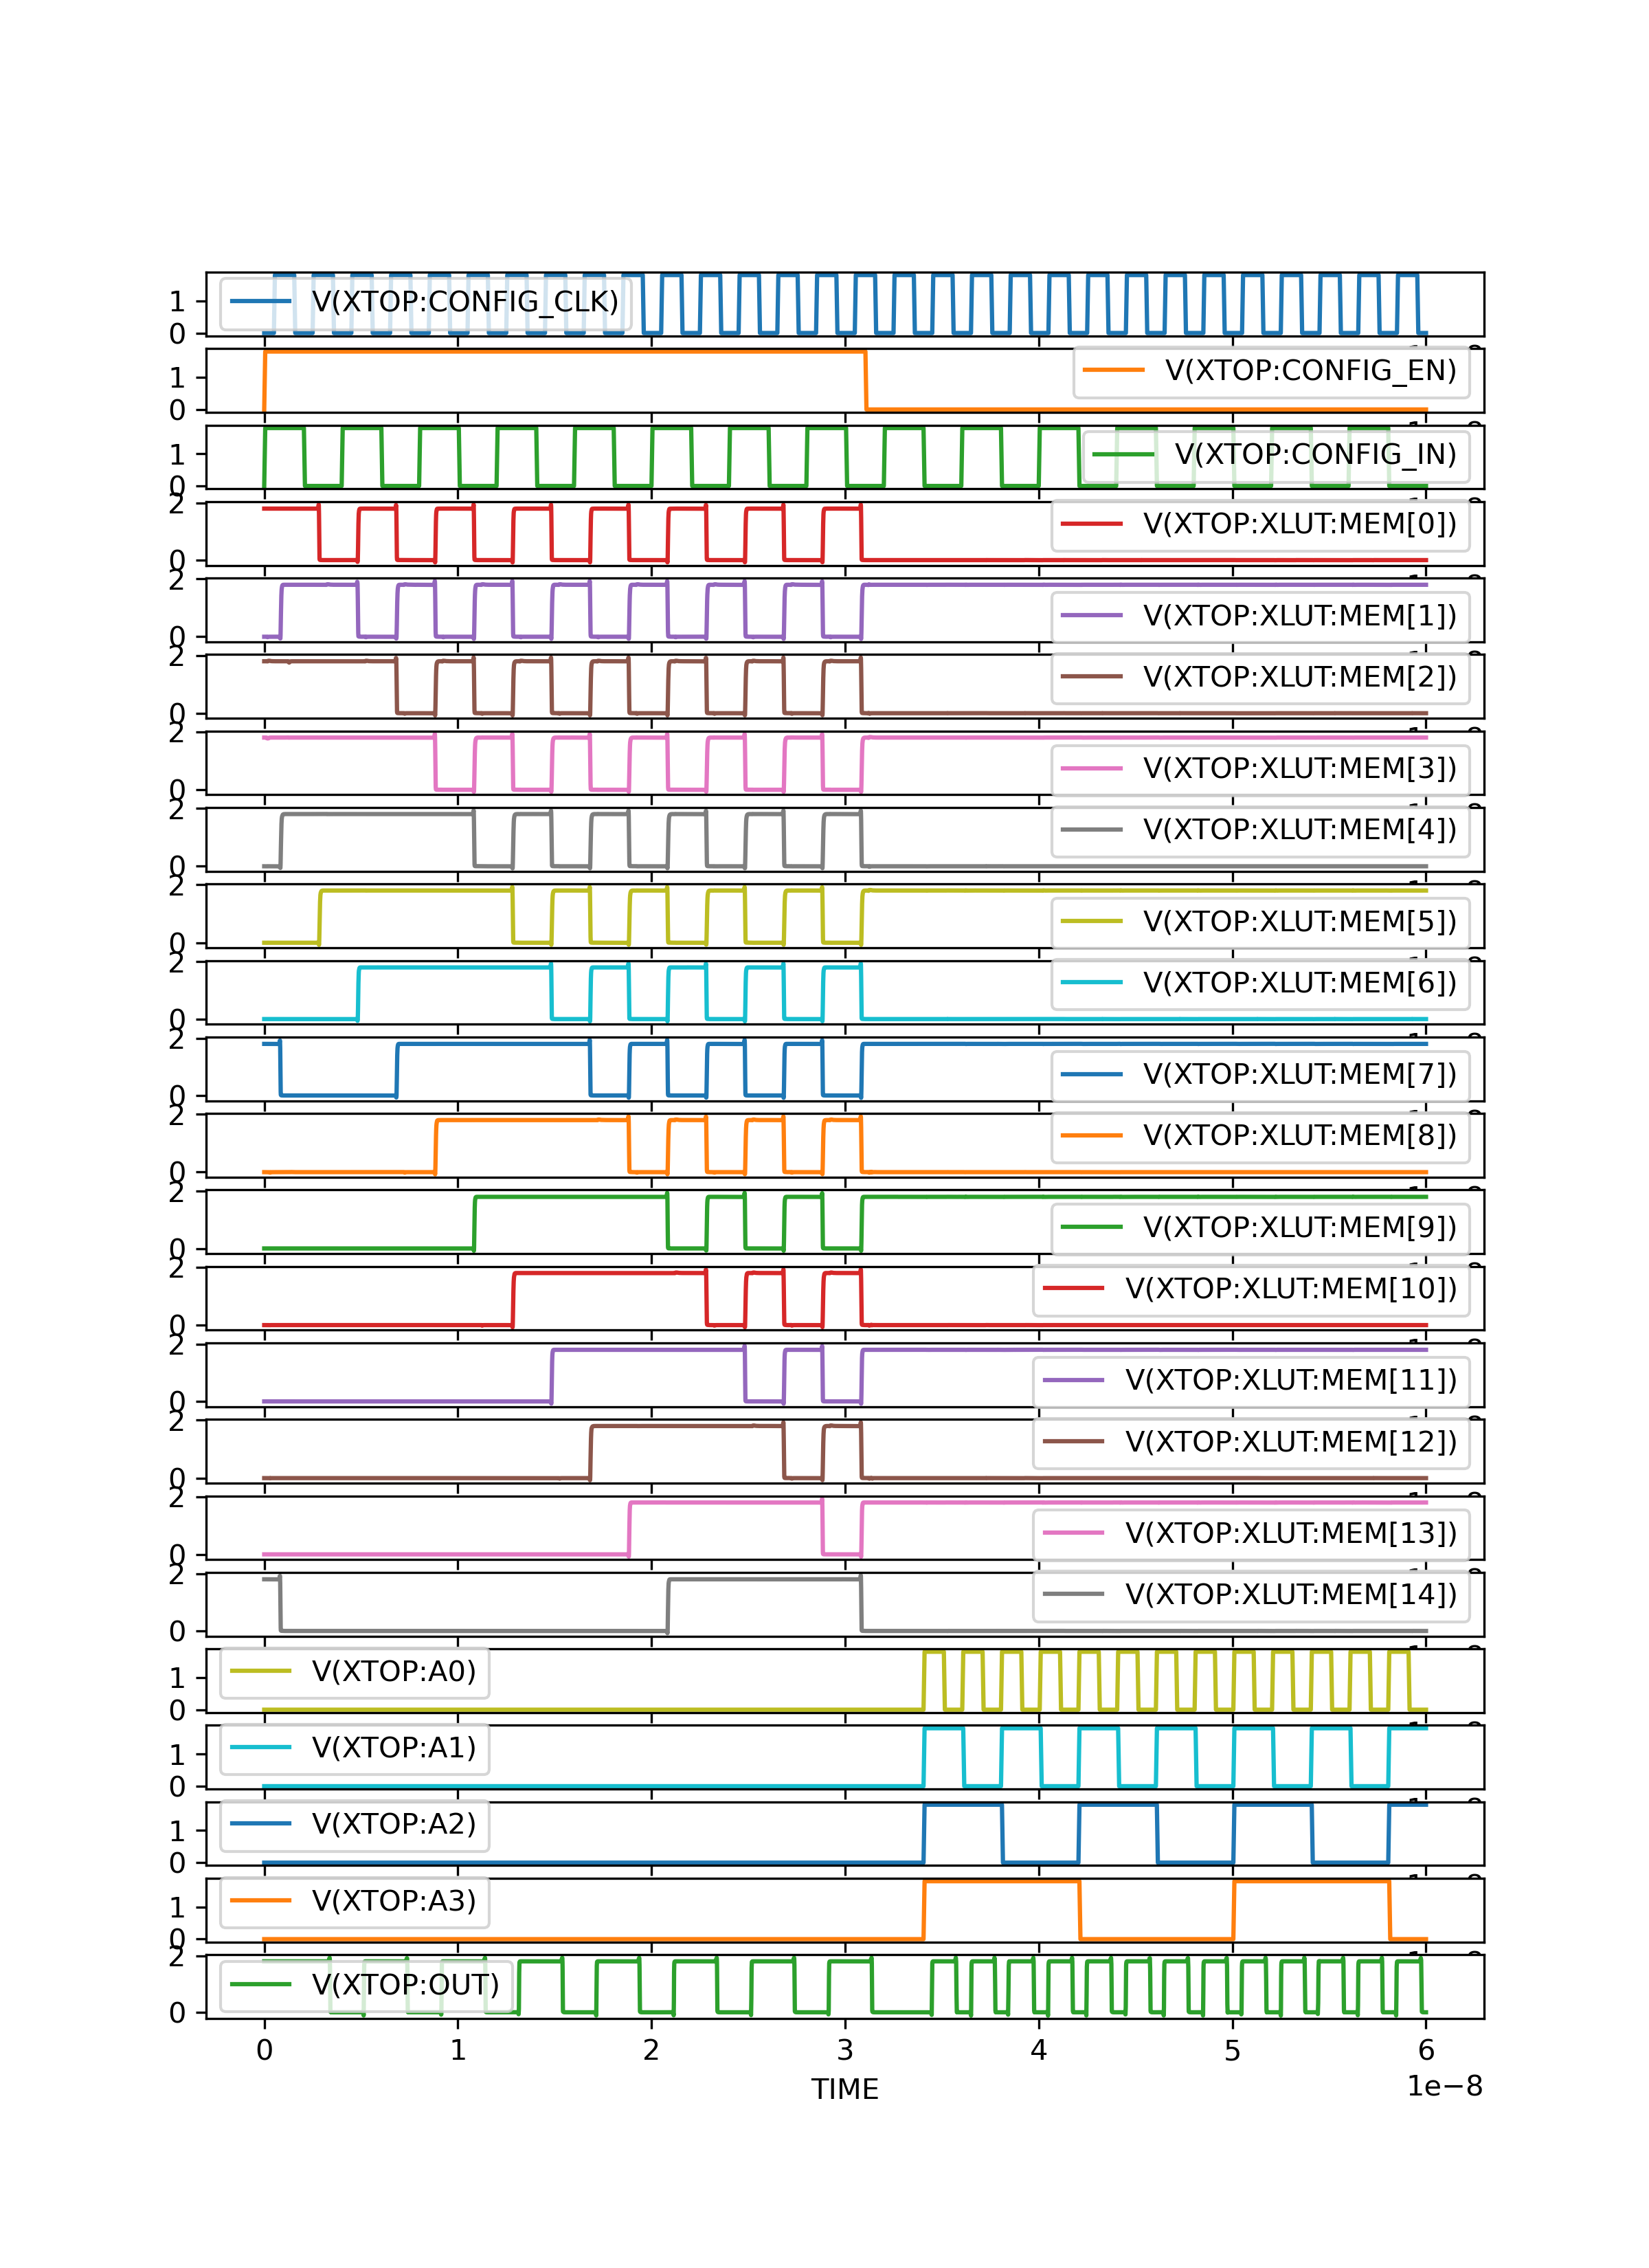 1
0
V(XTOP:CONFIG_CLK)
1
0
V(XTOP:CONFIG_EN)
1
0
V(XTOP:CONFIG_IN)
2
0
V(XTOP:XLUT:MEM[0])
2
0
V(XTOP:XLUT:MEM[1])
2
0
V(XTOP:XLUT:MEM[2])
2
0
V(XTOP:XLUT:MEM[3])
2
0
V(XTOP:XLUT:MEM[4])
2
0
V(XTOP:XLUT:MEM[5])
2
0
V(XTOP:XLUT:MEM[6])
2
0
V(XTOP:XLUT:MEM[7])
2
0
V(XTOP:XLUT:MEM[8])
2
0
V(XTOP:XLUT:MEM[9])
2
0
V(XTOP:XLUT:MEM[10])
2
0
V(XTOP:XLUT:MEM[11])
2
0
V(XTOP:XLUT:MEM[12])
2
0
V(XTOP:XLUT:MEM[13])
2
0
V(XTOP:XLUT:MEM[14])
1
0
V(XTOP:A0)
1
0
V(XTOP:A1)
1
0
V(XTOP:A2)
1
0
V(XTOP:A3)
2
0
V(XTOP:OUT)
0 1 2 3 4 5 6
TIME
1e−8